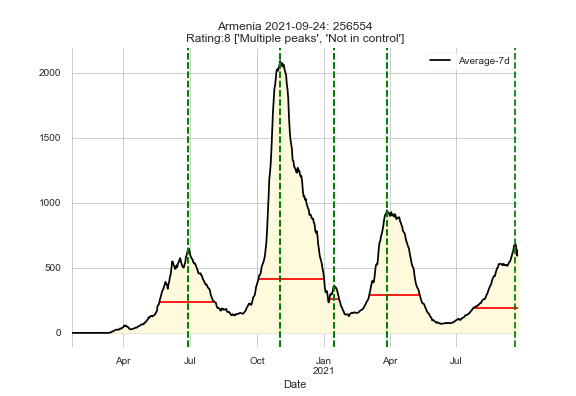 Armenia 2021-09-24: 256554
Rating:8 ['Multiple peaks', 'Not in control']
Average-7d
2000
1500
1000
500
0
Apr
Jul
Oct
Jan
2021
Apr
Jul
Date